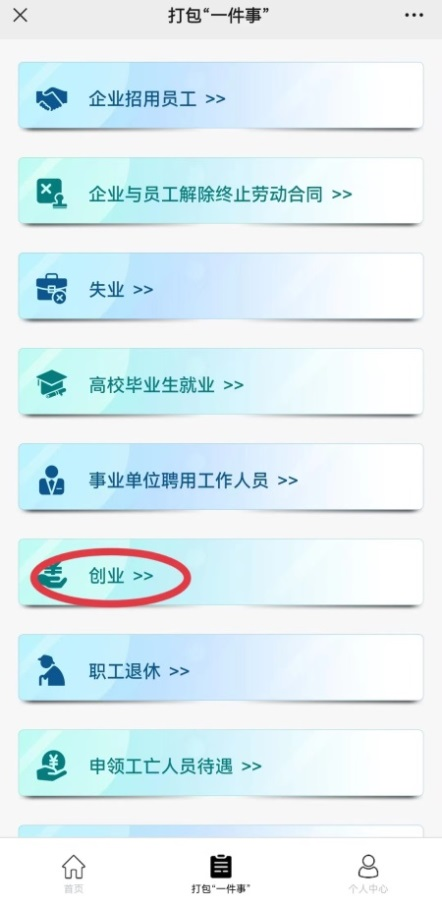 打包“一件事”
企业招用员工 >>
企业与员工解除终止劳动合同 >>
失业 >>
高校毕业生就业 >>
事业单位聘用工作人员 >>
创业 >>
职工退休 >>
申领工亡人员待遇 >>
首页
打包“一件事”
个人中心